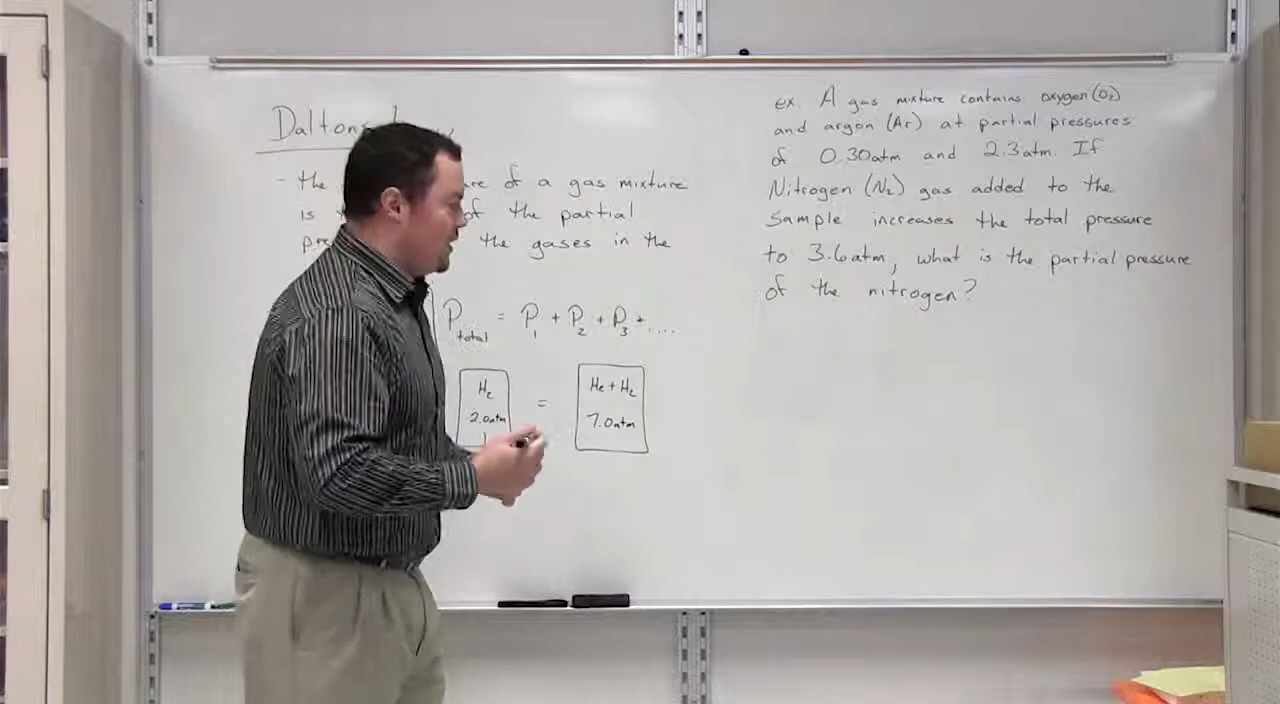 Daltons
- the
of a gas mixture
is
of the partial
the gases in the
P total = P1 + P2 + P3 + ....
H2
2.0atm
=
He + H2
7.0atm
ex. A gas mixture contains oxygen (O2)
and argon (Ar) at partial pressures
of 0.30atm and 2.3atm. If
Nitrogen (N2) gas added to the
sample increases the total pressure
to 3.6atm, what is the partial pressure
of the nitrogen?